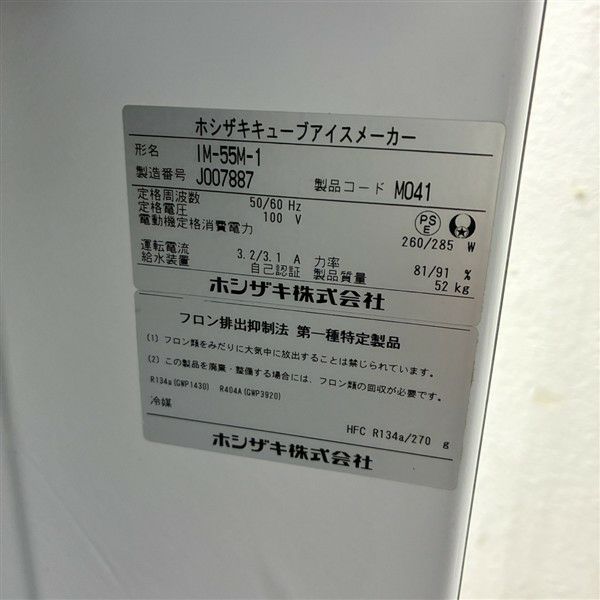 ホシザキキューブアイスメーカー
形名 IM-55M-1
製造番号 J007887 製品コード M041
定格周波数 50/60 Hz
定格電圧 100 V
電動機定格消費電力 260/285 W
PS
E
運転電流 3.2/3.1 A 力率 81/91 %
給水装置 自己認証 製品質量 52 kg
ホシザキ株式会社
フロン排出抑制法 第一種特定製品
(1) フロン類をみだりに大気中に放出することは禁じられています。
(2) この製品を廃棄・整備する場合には、フロン類の回収が必要です。
R134a(GWP1430) R404A(GWP3920)
冷媒 HFC R134a/270 g
ホシザキ株式会社